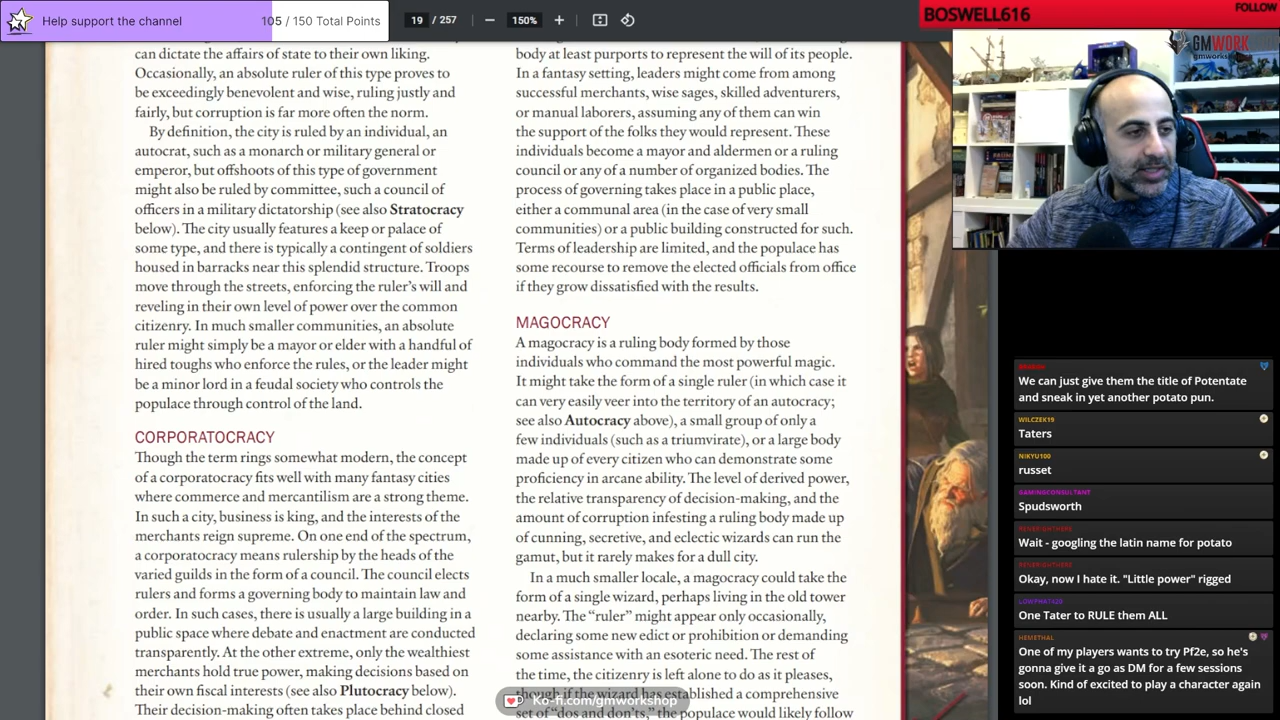 Help support the channel
105 / 150 Total Points
19 / 257
150%
BOSWELL616
FOLLOW
GMWORK
can dictate the affairs of state to their own liking.
Occasionally, an absolute ruler of this type proves to
be exceedingly benevolent and wise, ruling justly and
fairly, but corruption is far more often the norm.
By definition, the city is ruled by an individual, an
autocrat, such as a monarch or military general or
emperor, but offshoots of this type of government
might also be ruled by committee, such a council of
officers in a military dictatorship (see also Stratocracy
below). The city usually features a keep or palace of
some type, and there is typically a contingent of soldiers
housed in barracks near this splendid structure. Troops
move through the streets, enforcing the ruler's will and
reveling in their own level of power over the common
citizenry. In much smaller communities, an absolute
ruler might simply be a mayor or elder with a handful of
hired toughs who enforce the rules, or the leader might
be a minor lord in a feudal society who controls the
populace through control of the land.
CORPORATOCRACY
Though the term rings somewhat modern, the concept
of a corporatocracy fits well with many fantasy cities
where commerce and mercantilism are a strong theme.
In such a city, business is king, and the interests of the
merchants reign supreme. On one end of the spectrum,
a corporatocracy means rulership by the heads of the
varied guilds in the form of a council. The council elects
rulers and forms a governing body to maintain law and
order. In such cases, there is usually a large building in a
public space where debate and enactment are conducted
transparently. At the other extreme, only the wealthiest
merchants hold true power, making decisions based on
their own fiscal interests (see also Plutocracy below).
Their decision-making often takes place behind closed
body at least purports to represent the will of its people.
In a fantasy setting, leaders might come from among
successful merchants, wise sages, skilled adventurers,
or manual laborers, assuming any of them can win
the support of the folks they would represent. These
individuals become a mayor and aldermen or a ruling
council or any of a number of organized bodies. The
process of governing takes place in a public place,
either a communal area (in the case of very small
communities) or a public building constructed for such.
Terms of leadership are limited, and the populace has
some recourse to remove the elected officials from office
if they grow dissatisfied with the results.
MAGOCRACY
A magocracy is a ruling body formed by those
individuals who command the most powerful magic.
It might take the form of a single ruler (in which case it
can very easily veer into the territory of an autocracy;
see also Autocracy above), a small group of only a
few individuals (such as a triumvirate), or a large body
made up of every citizen who can demonstrate some
proficiency in arcane ability. The level of derived power,
the relative transparency of decision-making, and the
amount of corruption infesting a ruling body made up
of cunning, secretive, and eclectic wizards can run the
gamut, but it rarely makes for a dull city.
In a much smaller locale, a magocracy could take the
form of a single wizard, perhaps living in the old tower
nearby. The "ruler" might appear only occasionally,
declaring some new edict or prohibition or demanding
some assistance with an esoteric need. The rest of
the time, the citizenry is left alone to do as it pleases,
though if the wizard has established a comprehensive
set of "dos and don'ts," the populace would likely follow
Ko-fi.com/gmworkshop
We can just give them the title of Potentate
and sneak in yet another potato pun.
WILCZEK19
Taters
NIKYU100
russet
GAMINGCONSULTANT
Spudsworth
Wait - googling the latin name for potato
Okay, now I hate it. "Little power" rigged
One Tater to RULE them ALL
HEMETHAL
One of my players wants to try Pf2e, so he's
gonna give it a go as DM for a few sessions
soon. Kind of excited to play a character again
lol